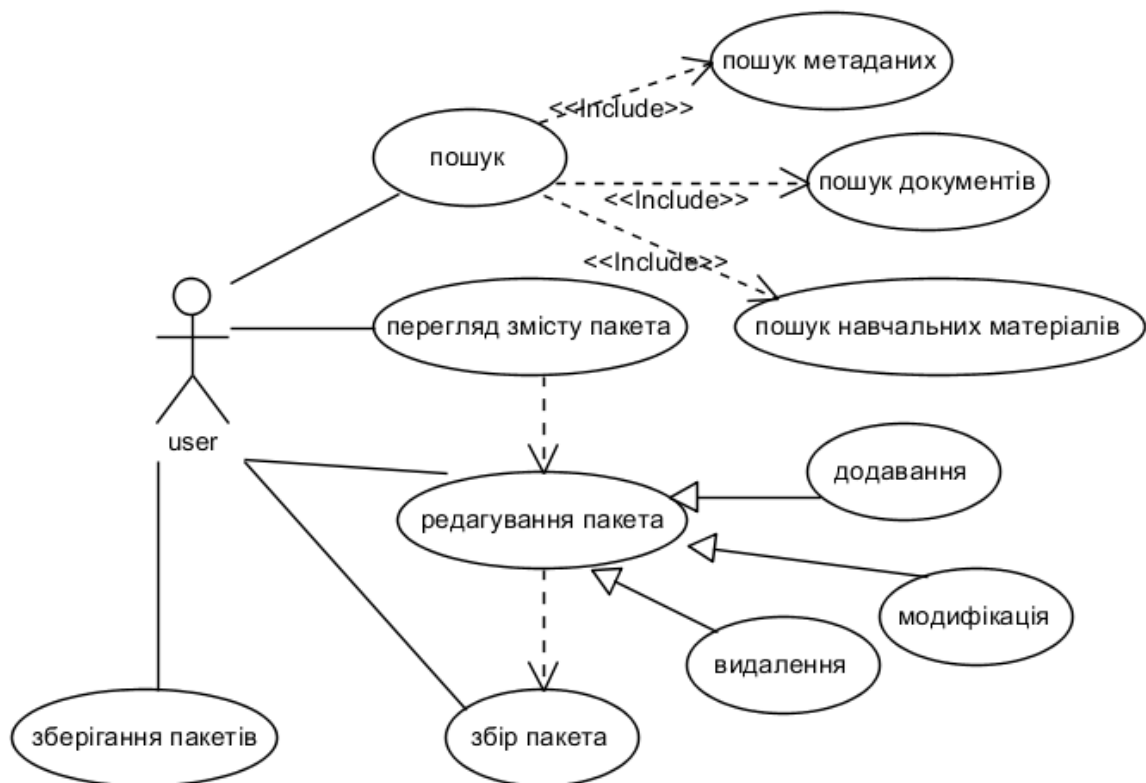 пошук метаданих
<<Include>>
пошук
пошук документів
<<Include>>
<<Include>>
перегляд змісту пакета
пошук навчальних матеріалів
user
додавання
редагування пакета
модифікація
видалення
зберігання пакетів
збір пакета